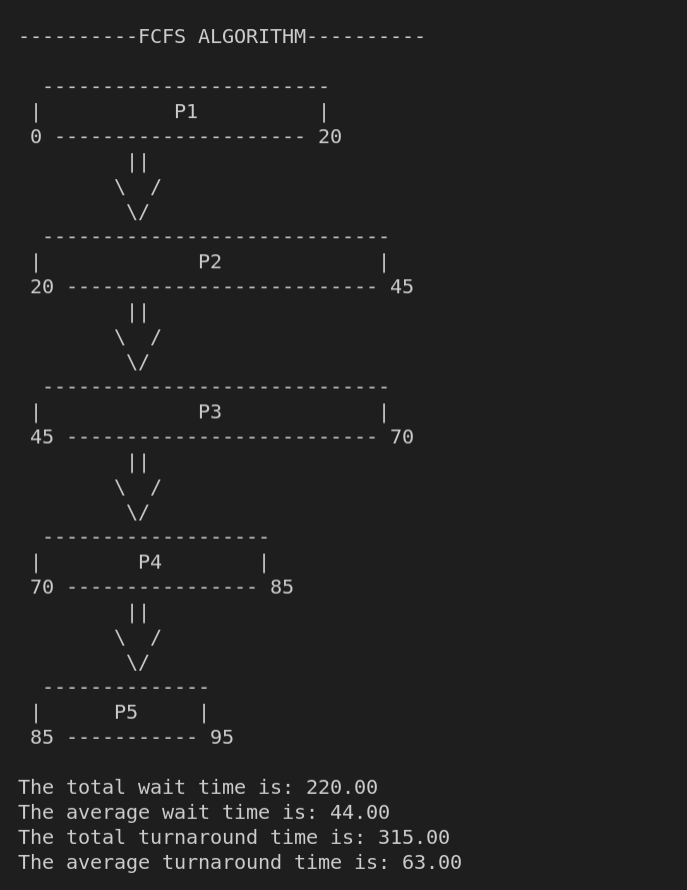 ----------FCFS ALGORITHM----------
  ------------------------
 |           P1          |
 0 --------------------- 20
         ||
        \  /
         \/
  -----------------------------
 |             P2             |
 20 -------------------------- 45
         ||
        \  /
         \/
  -----------------------------
 |             P3             |
 45 -------------------------- 70
         ||
        \  /
         \/
  -------------------
 |        P4        |
 70 ---------------- 85
         ||
        \  /
         \/
  --------------
 |      P5     |
 85 ----------- 95
The total wait time is: 220.00
The average wait time is: 44.00
The total turnaround time is: 315.00
The average turnaround time is: 63.00